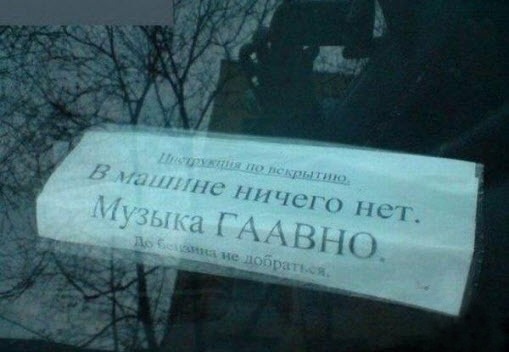 Инструкция по вскрытию.
В машине ничего нет.
Музыка ГААВНО.
До бензина не добраться.